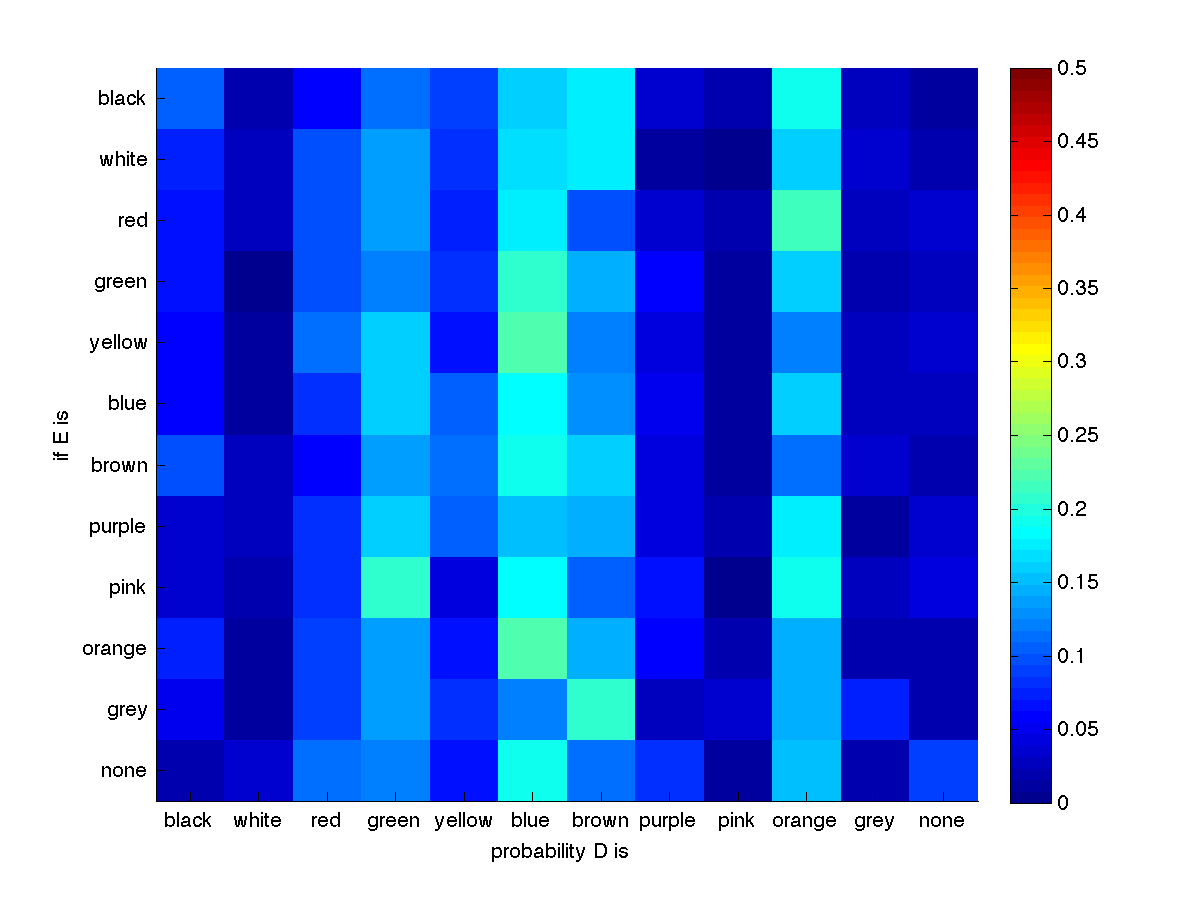 0.5
black
0.45
white
0.4
red
0.35
green
0.3
yellow
0.25
blue
if E is
brown
0.2
purple
0.15
pink
0.1
orange
grey
0.05
none
0
black white red green yellow blue brown purple pink orange grey none
probability D is